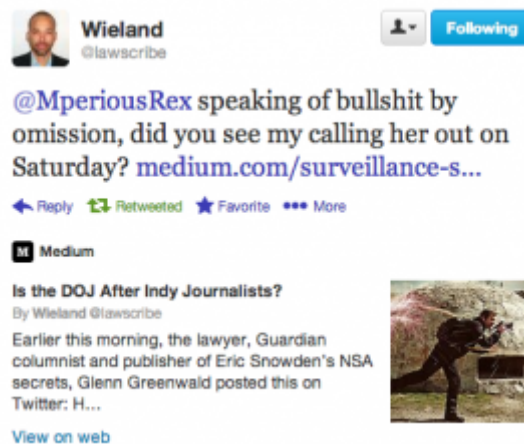 Wieland
@lawscribe
Following
@MperiousRex speaking of bullshit by
omission, did you see my calling her out on
Saturday? medium.com/surveillance-s...
Reply Retweeted Favorite More
M Medium
Is the DOJ After Indy Journalists?
By Wieland @lawscribe
Earlier this morning, the lawyer, Guardian
columnist and publisher of Eric Snowden's NSA
secrets, Glenn Greenwald posted this on
Twitter: H...
View on web